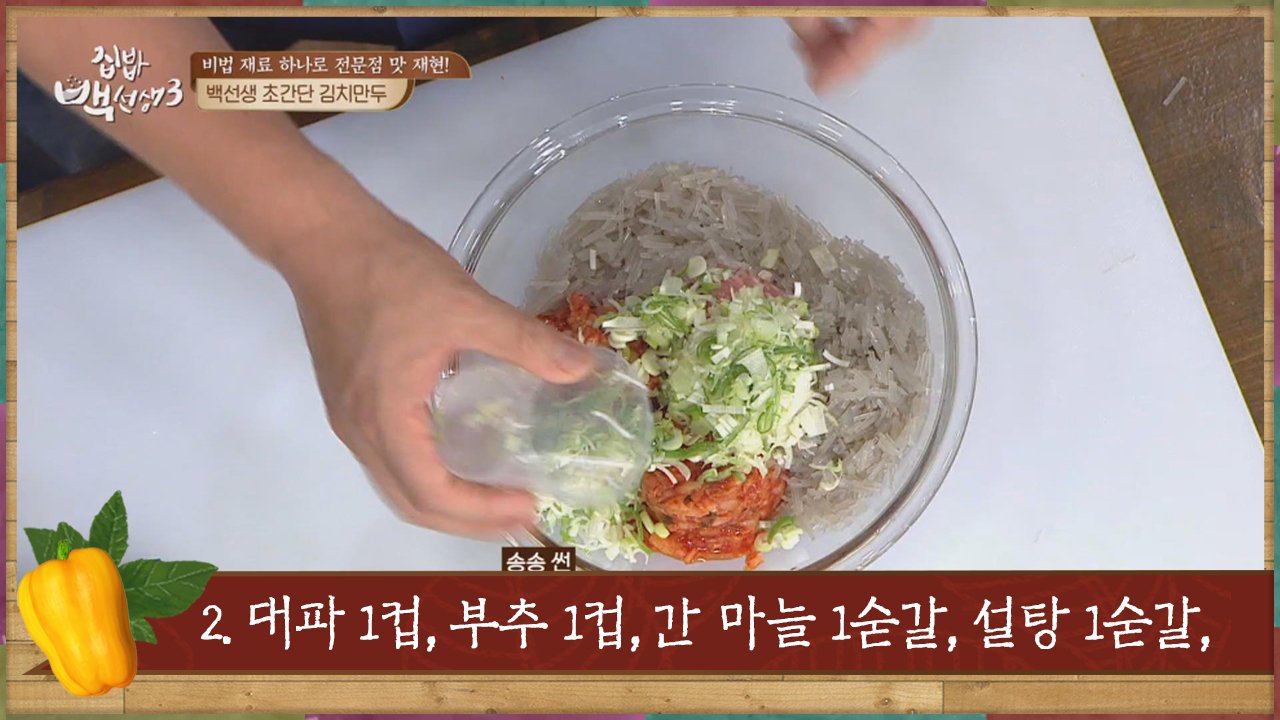 집밥
백선생3
비법 재료 하나로 전문점 맛 재현!
백선생 초간단 김치만두
송송 썬
2. 대파 1컵, 부추 1컵, 간 마늘 1숟갈, 설탕 1숟갈,